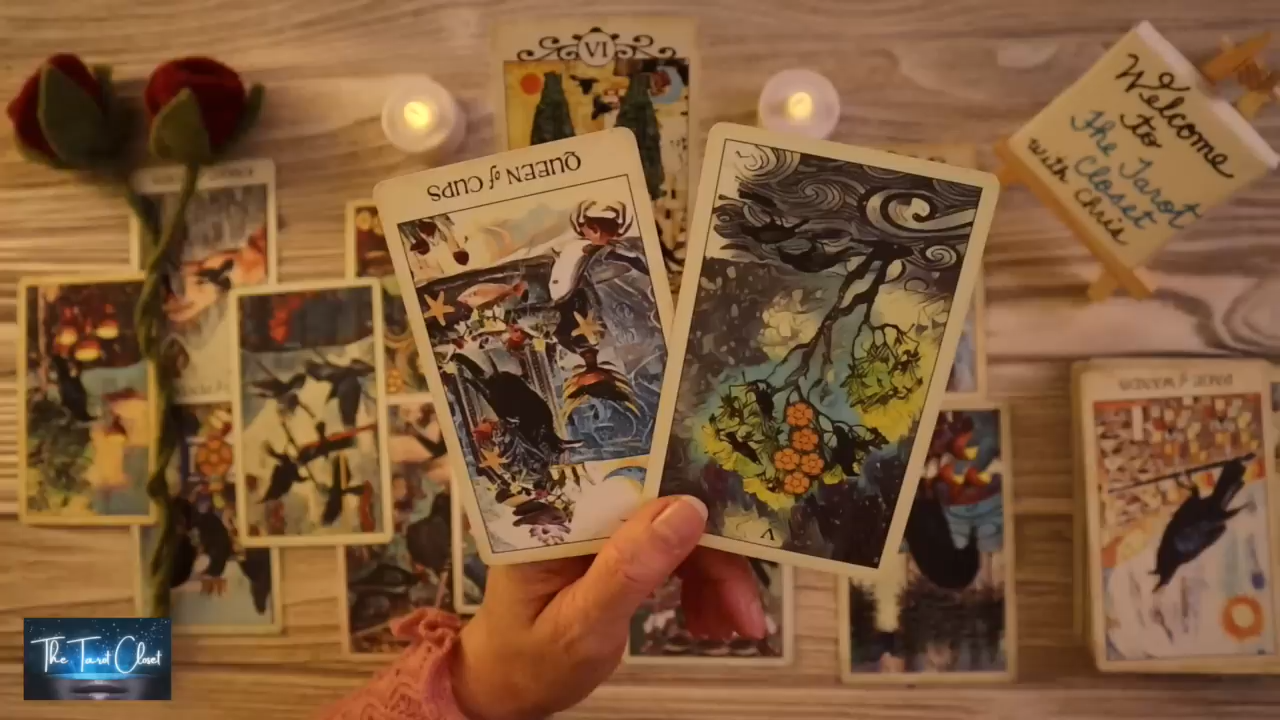 VI
QUEEN of CUPS
V
Welcome
to
The Tarot
Closet
with Chris
PAGE of WANDS
The Tarot Closet